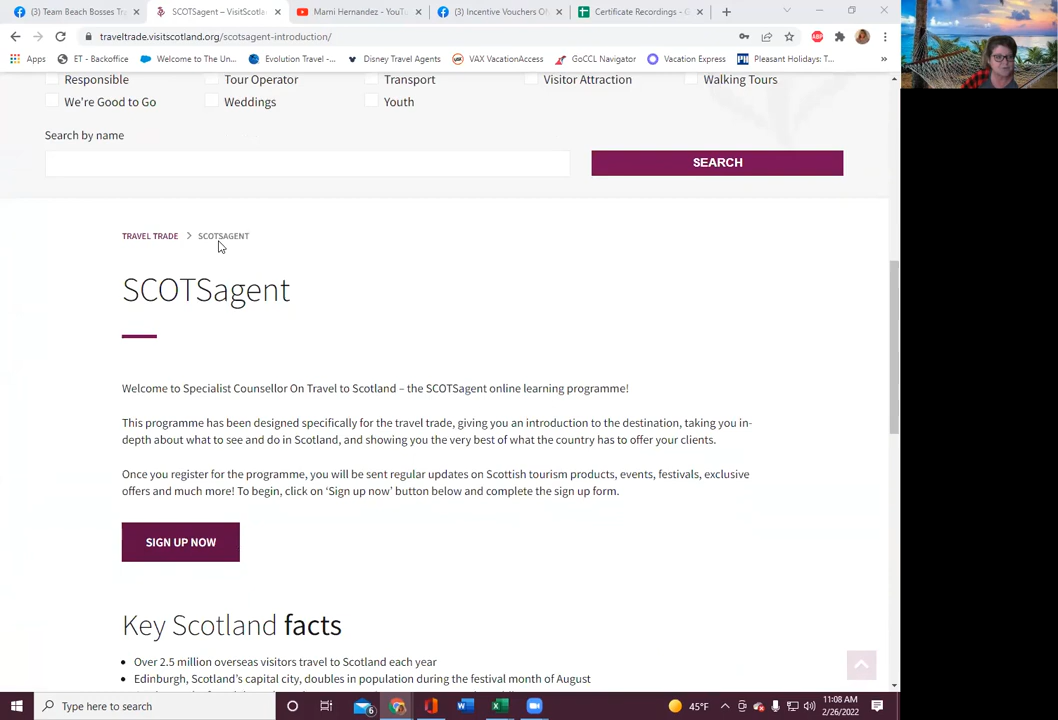 (3) Team Beach Bosses Tr
SCOTSagent – VisitScotla
Marni Hernandez - YouTu
(3) Incentive Vouchers Of
Certificate Recordings - G
traveltrade.visitscotland.org/scotsagent-introduction/
Apps
ET - Backoffice
Welcome to The Un...
Evolution Travel -...
Disney Travel Agents
VAX VacationAccess
GoCCL Navigator
Vacation Express
Pleasant Holidays: T...
Responsible
Tour Operator
Transport
Visitor Attraction
Walking Tours
We're Good to Go
Weddings
Youth
Search by name
SEARCH
TRAVEL TRADE > SCOTSAGENT
SCOTSagent
Welcome to Specialist Counsellor On Travel to Scotland – the SCOTSagent online learning programme!
This programme has been designed specifically for the travel trade, giving you an introduction to the destination, taking you in-
depth about what to see and do in Scotland, and showing you the very best of what the country has to offer your clients.
Once you register for the programme, you will be sent regular updates on Scottish tourism products, events, festivals, exclusive
offers and much more! To begin, click on ‘Sign up now’ button below and complete the sign up form.
SIGN UP NOW
Key Scotland facts
• Over 2.5 million overseas visitors travel to Scotland each year
• Edinburgh, Scotland’s capital city, doubles in population during the festival month of August
Type here to search
6
45°F
11:08 AM
2/26/2022